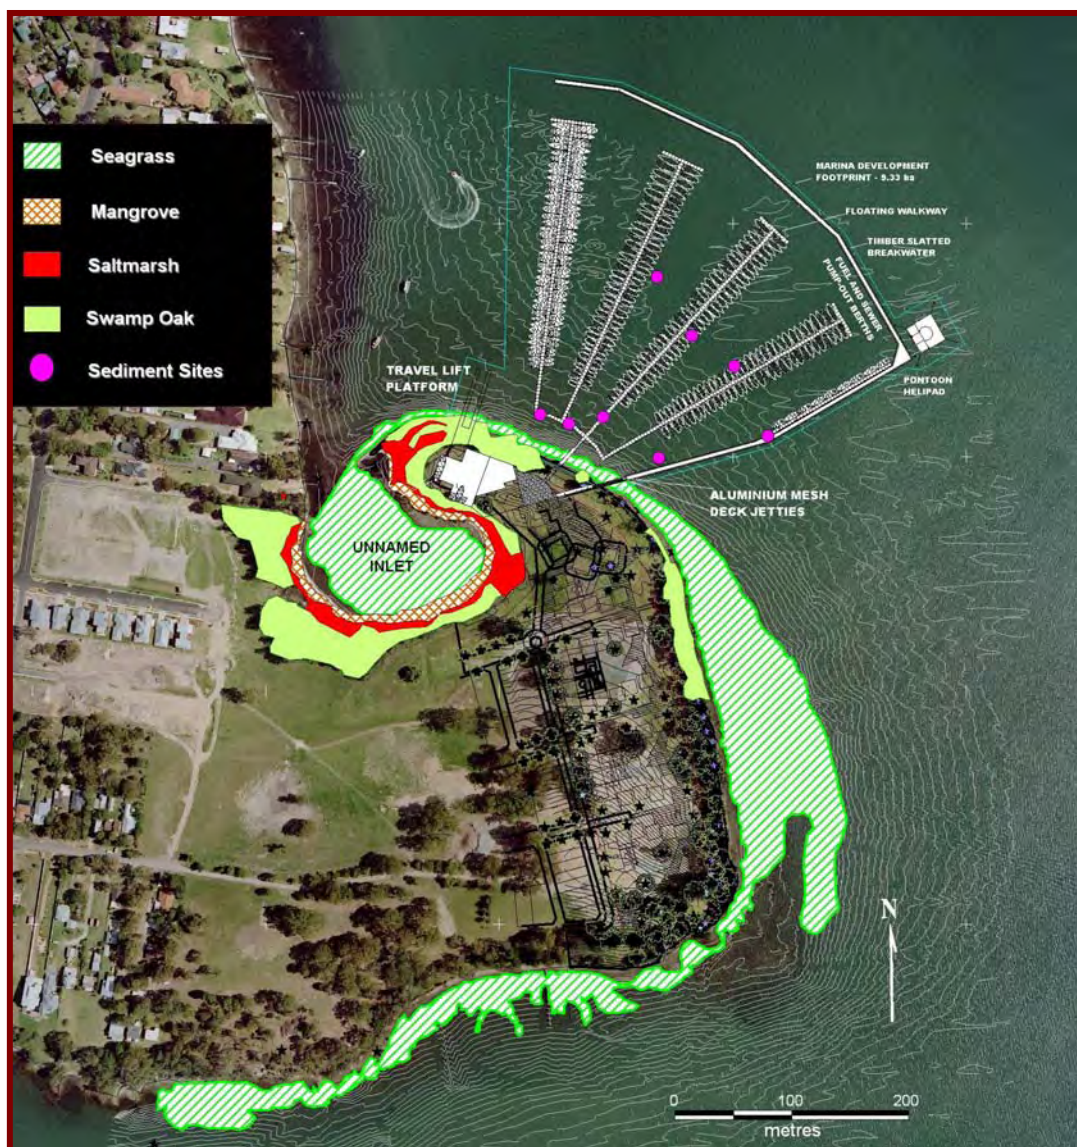 Seagrass
Mangrove
Saltmarsh
Swamp Oak
Sediment Sites
MARINA DEVELOPMENT
FOOTPRINT - 9.33 ha
FLOATING WALKWAY
TIMBER SLATTED
BREAKWATER
FUEL AND SEWER
PUMP-OUT BERTHS
PONTOON
HELIPAD
TRAVEL LIFT
PLATFORM
ALUMINIUM MESH
DECK JETTIES
UNNAMED
INLET
N
0 100 200
metres